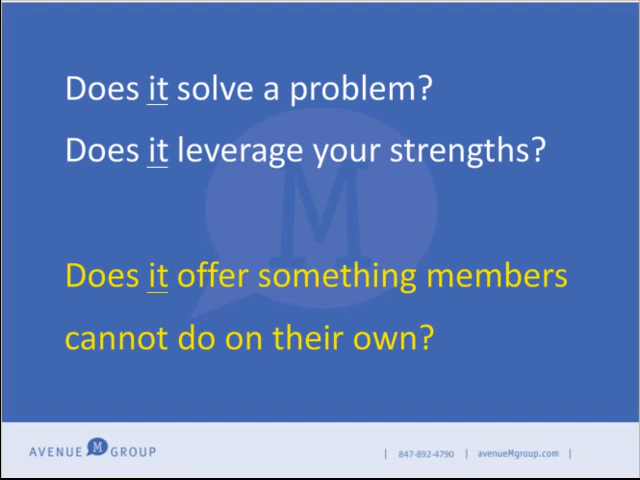 Does it solve a problem?
Does it leverage your strengths?
Does it offer something members
cannot do on their own?
M
AVENUE M GROUP
| 847-892-4790 | avenueMgroup.com |